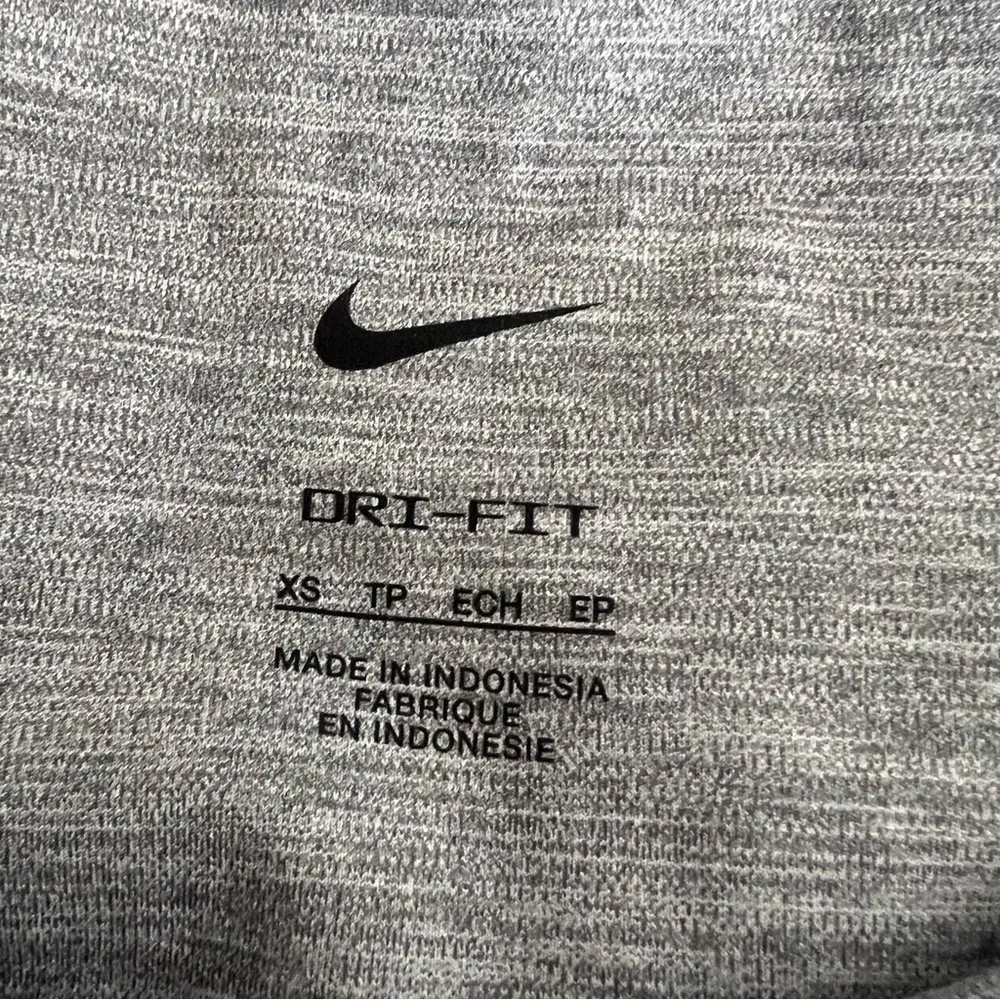 DRI-FIT
XS TP ECH EP
MADE IN INDONESIA
FABRIQUE
EN INDONESIE